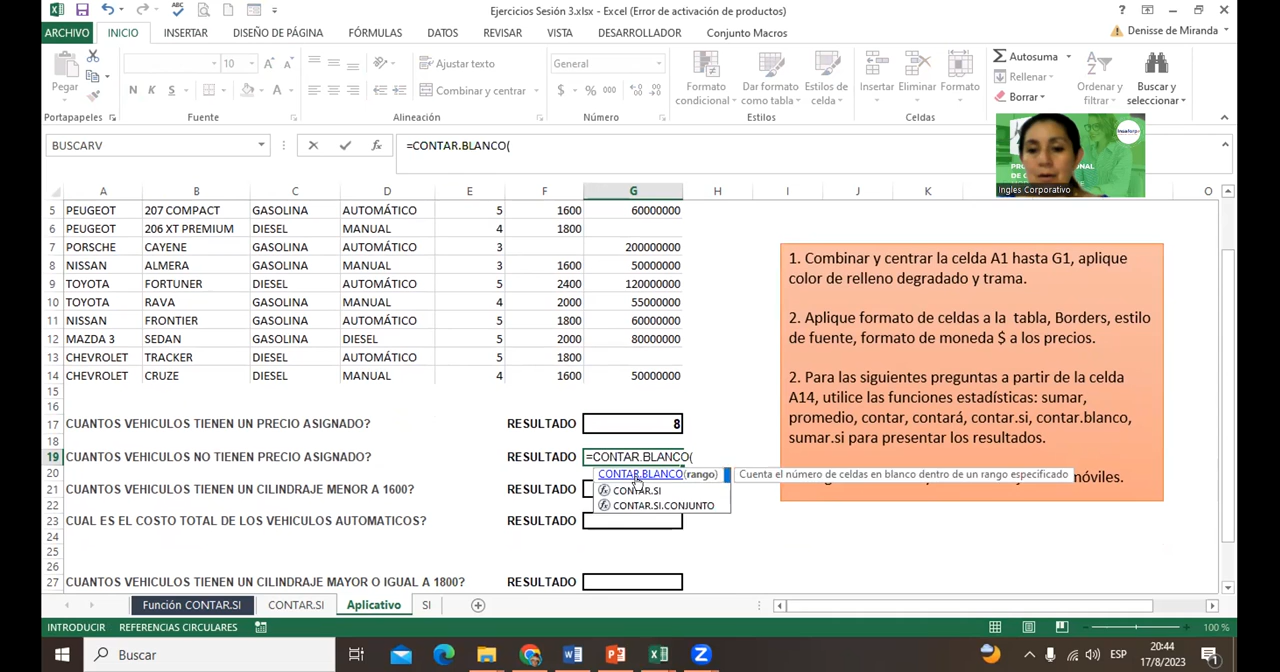 Ejercicios Sesión 3.xlsx - Excel (Error de activación de productos)
ARCHIVO INICIO INSERTAR DISEÑO DE PÁGINA FÓRMULAS DATOS REVISAR VISTA DESARROLLADOR Conjunto Macros Denisse de Miranda
Pegar
10
N K S
Ajustar texto
Combinar y centrar
General
$ % 000
Formato condicional
Dar formato como tabla
Estilos de celda
Insertar Eliminar Formato
Autosuma
Rellenar
Borrar
Ordenar y filtrar
Buscar y seleccionar
Portapapeles Fuente Alineación Número Estilos Celdas
BUSCARV =CONTAR.BLANCO(
Ingles Corporativo
A B C D E F G H I J K O
5 PEUGEOT 207 COMPACT GASOLINA AUTOMÁTICO 5 1600 60000000
6 PEUGEOT 206 XT PREMIUM DIESEL MANUAL 4 1800
7 PORSCHE CAYENE GASOLINA AUTOMÁTICO 3 200000000
8 NISSAN ALMERA GASOLINA MANUAL 3 1600 50000000
9 TOYOTA FORTUNER DIESEL AUTOMÁTICO 5 2400 120000000
10 TOYOTA RAVA GASOLINA MANUAL 4 2000 55000000
11 NISSAN FRONTIER GASOLINA AUTOMÁTICO 5 1800 60000000
12 MAZDA 3 SEDAN GASOLINA DIESEL 5 2000 80000000
13 CHEVROLET TRACKER DIESEL AUTOMÁTICO 5 1800
14 CHEVROLET CRUZE DIESEL MANUAL 4 1600 50000000
15
16
17 CUANTOS VEHICULOS TIENEN UN PRECIO ASIGNADO? RESULTADO 8
18
19 CUANTOS VEHICULOS NO TIENEN PRECIO ASIGNADO? RESULTADO =CONTAR.BLANCO(
20 CONTAR.BLANCO(rango) Cuenta el número de celdas en blanco dentro de un rango especificado
21 CUANTOS VEHICULOS TIENEN UN CILINDRAJE MENOR A 1600? RESULTADO CONTAR.SI
22 CONTAR.SI.CONJUNTO
23 CUAL ES EL COSTO TOTAL DE LOS VEHICULOS AUTOMATICOS? RESULTADO
24
25
26
27 CUANTOS VEHICULOS TIENEN UN CILINDRAJE MAYOR O IGUAL A 1800? RESULTADO
1. Combinar y centrar la celda A1 hasta G1, aplique
color de relleno degradado y trama.
2. Aplique formato de celdas a la tabla, Borders, estilo
de fuente, formato de moneda $ a los precios.
2. Para las siguientes preguntas a partir de la celda
A14, utilice las funciones estadísticas: sumar,
promedio, contar, contará, contar.si, contar.blanco,
sumar.si para presentar los resultados.
móviles.
Función CONTAR.SI CONTAR.SI Aplicativo SI
INTRODUCIR REFERENCIAS CIRCULARES 100 %
Buscar
ESP
20:44
17/8/2023